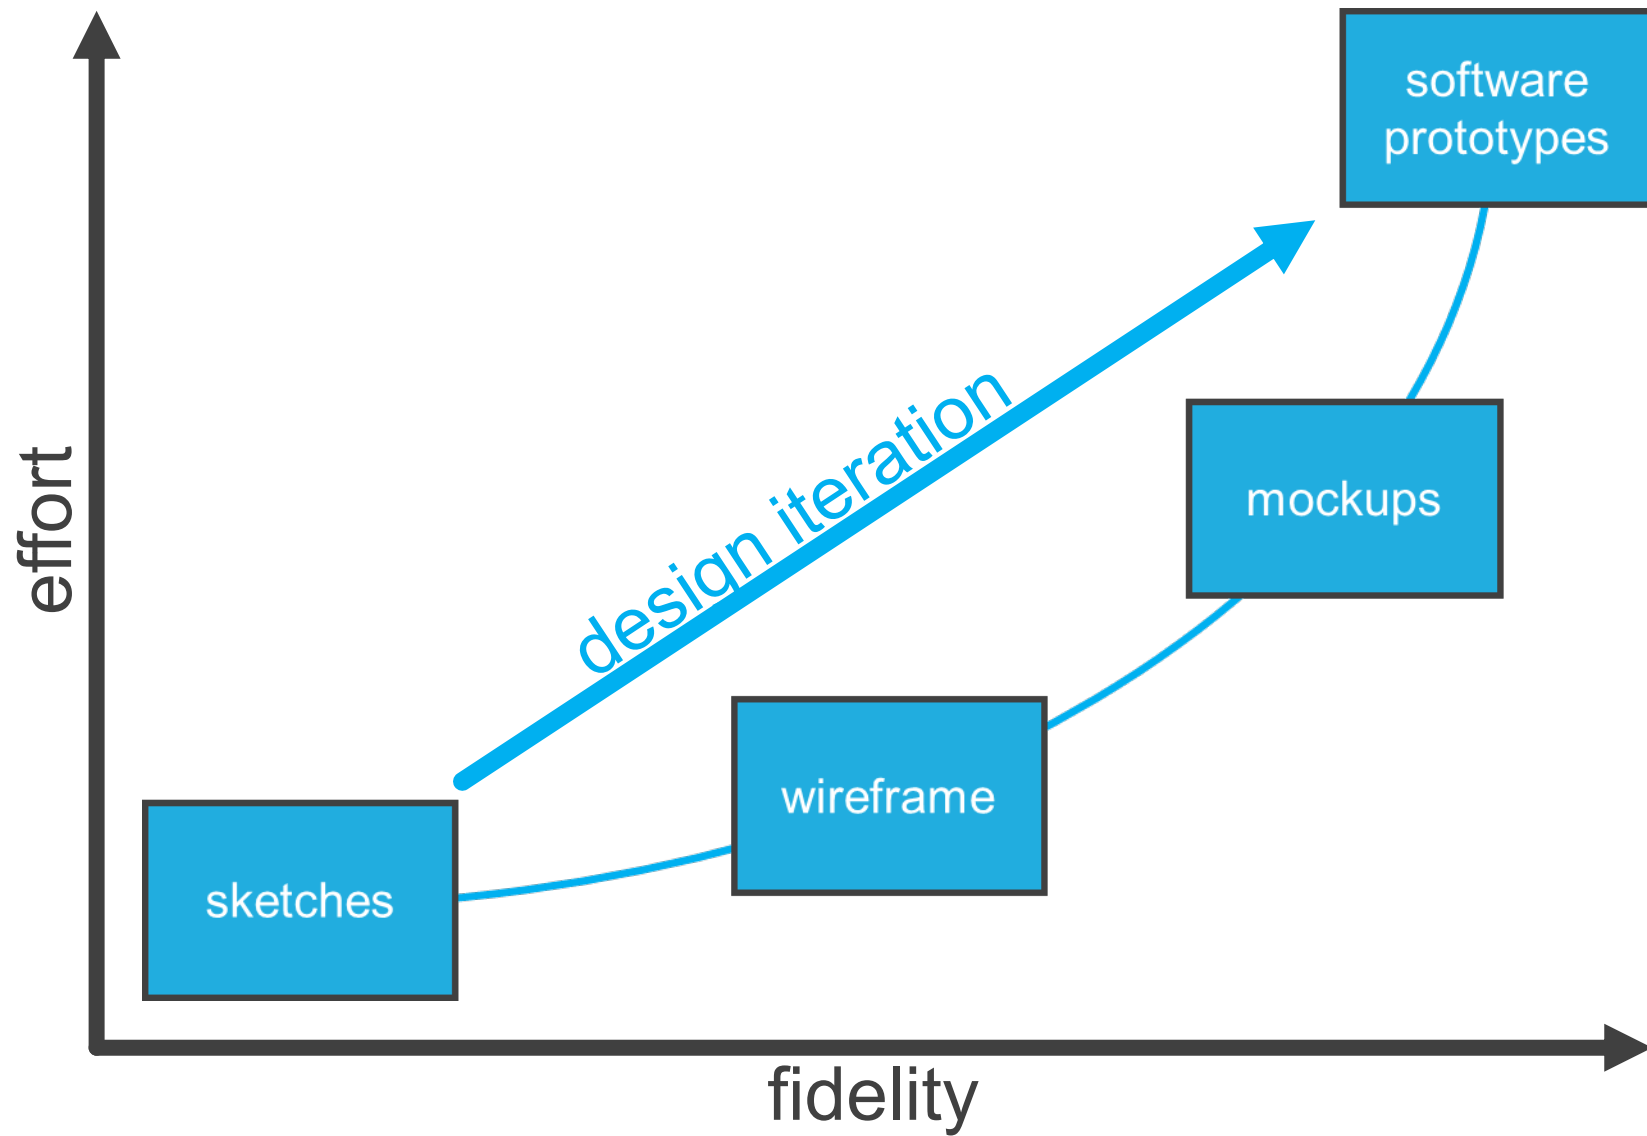 software
prototypes
design iteration
mockups
effort
wireframe
sketches
fidelity